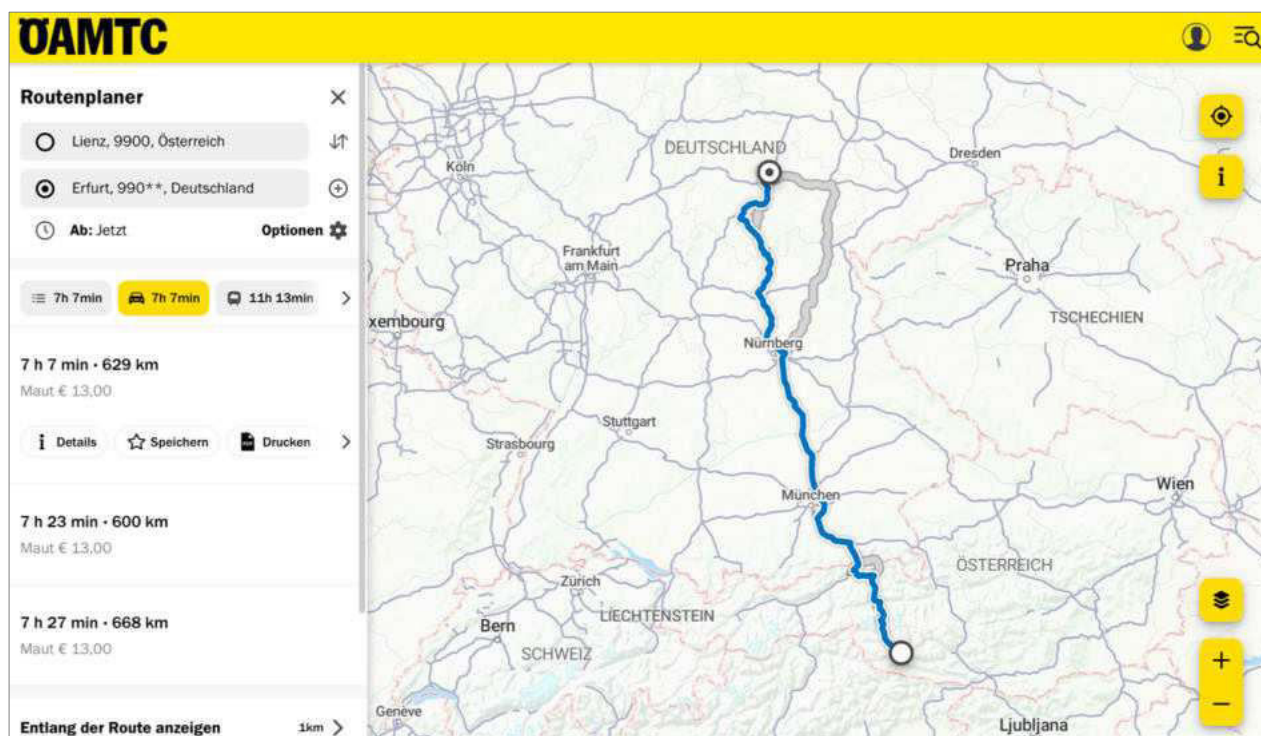 ÖAMTC
Routenplaner
Lienz, 9900, Österreich
Erfurt, 990**, Deutschland
Ab: Jetzt
Optionen
7h 7min
7h 7min
11h 13min
7 h 7 min · 629 km
Maut € 13,00
Details
Speichern
Drucken
7 h 23 min · 600 km
Maut € 13,00
7 h 27 min · 668 km
Maut € 13,00
Entlang der Route anzeigen
1km
DEUTSCHLAND
Dresden
Köln
Frankfurt
am Main
Praha
xembourg
TSCHECHIEN
Nürnberg
Stuttgart
Strasbourg
München
Wien
ÖSTERREICH
Zürich
LIECHTENSTEIN
Bern
SCHWEIZ
Genève
Ljubljana
i
+
−